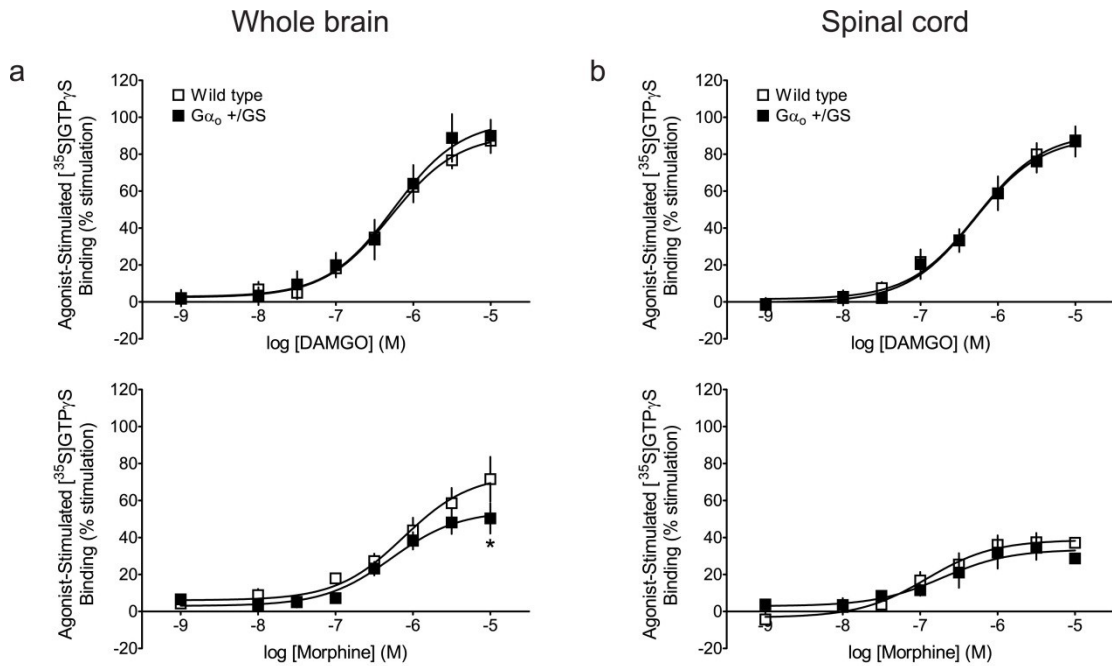 Whole brain
Spinal cord
a
Agonist-Stimulated [³⁵S]GTPγS
Binding (% stimulation)
120
100
80
60
40
20
0
-20
Wild type
Gαₒ +/GS
-9
-8
-7
-6
-5
log [DAMGO] (M)
b
Agonist-Stimulated [³⁵S]GTPγS
Binding (% stimulation)
120
100
80
60
40
20
0
-20
Wild type
Gαₒ +/GS
-9
-8
-7
-6
-5
log [DAMGO] (M)
Agonist-Stimulated [³⁵S]GTPγS
Binding (% stimulation)
120
100
80
60
40
20
0
-20
*
-9
-8
-7
-6
-5
log [Morphine] (M)
Agonist-Stimulated [³⁵S]GTPγS
Binding (% stimulation)
120
100
80
60
40
20
0
-20
-9
-8
-7
-6
-5
log [Morphine] (M)